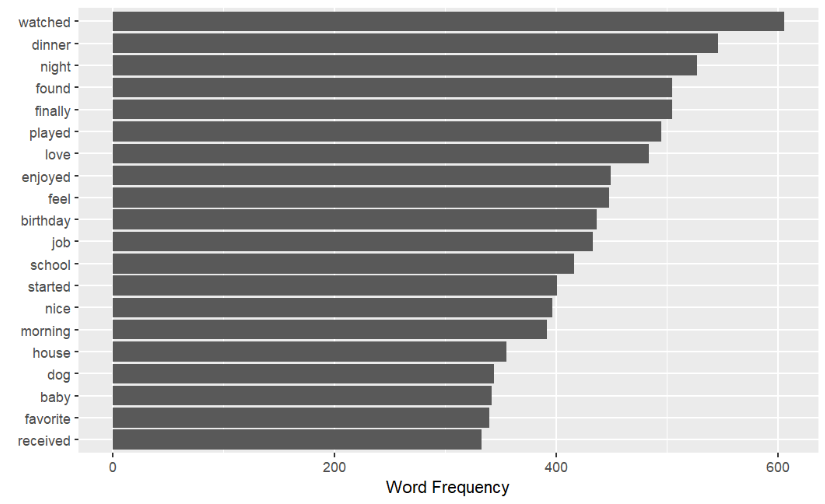 watched
dinner
night
found
finally
played
love
enjoyed
feel
birthday
job
school
started
nice
morning
house
dog
baby
favorite
received
0 200 400 600
Word Frequency